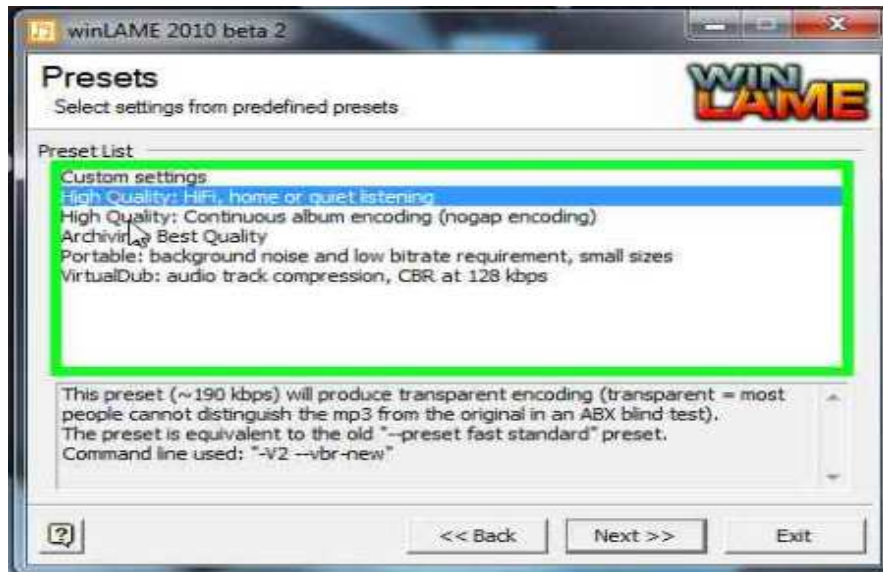 winLAME 2010 beta 2
Presets
Select settings from predefined presets
WIN
LAME
Preset List
Custom settings
High Quality: HiFi, home or quiet listening
High Quality: Continuous album encoding (nogap encoding)
Archiving Best Quality
Portable: background noise and low bitrate requirement, small sizes
VirtualDub: audio track compression, CBR at 128 kbps
This preset (~190 kbps) will produce transparent encoding (transparent = most
people cannot distinguish the mp3 from the original in an ABX blind test).
The preset is equivalent to the old "--preset fast standard" preset.
Command line used: "-V2 --vbr-new"
<< Back
Next >>
Exit